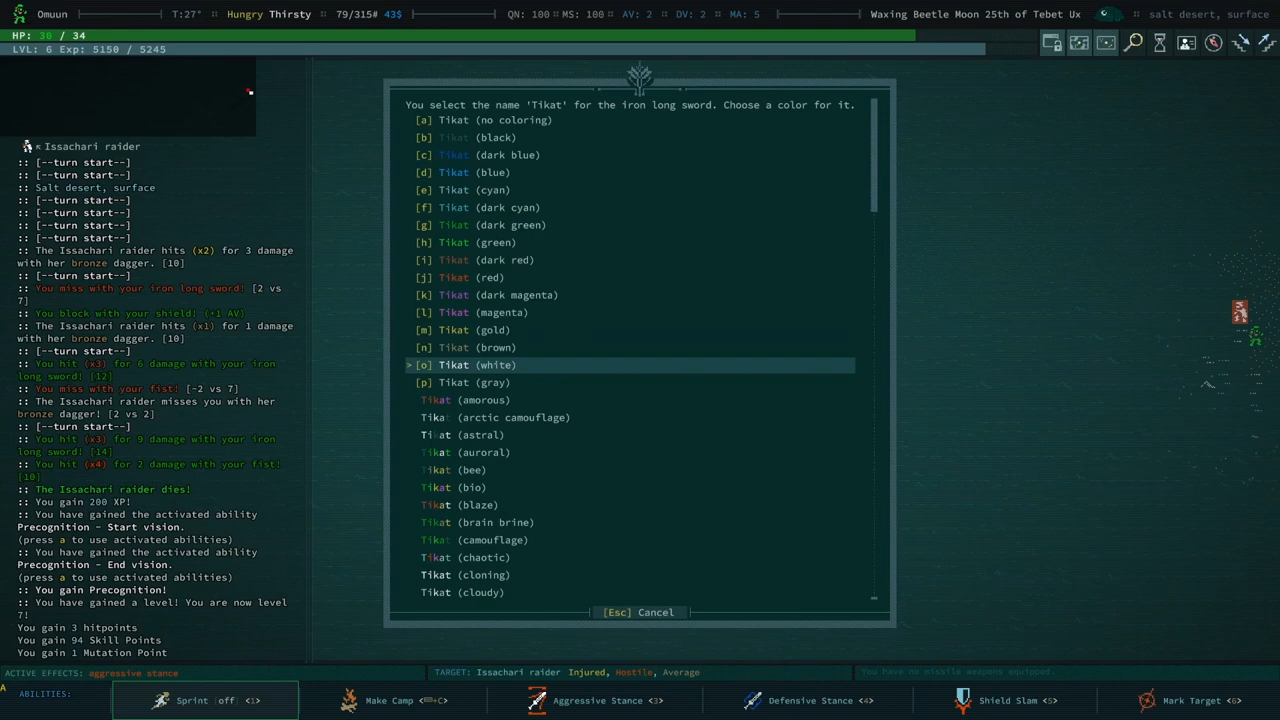 Omuun T:27° Hungry Thirsty 79/315# 43$ QN: 100 MS: 100 AV: 2 DV: 2 MA: 5 Waxing Beetle Moon 25th of Tebet Ux salt desert, surface
HP: 30 / 34
LVL: 6 Exp: 5150 / 5245
Issachari raider
:: [--turn start--]
:: [--turn start--]
:: Salt desert, surface
:: [--turn start--]
:: [--turn start--]
:: [--turn start--]
:: [--turn start--]
:: The Issachari raider hits (x2) for 3 damage
with her bronze dagger. [10]
:: [--turn start--]
:: You miss with your iron long sword! [2 vs
7]
:: You block with your shield! (+1 AV)
:: The Issachari raider hits (x1) for 1 damage
with her bronze dagger. [10]
:: [--turn start--]
:: You hit (x3) for 6 damage with your iron
long sword! [12]
:: You miss with your fist! [-2 vs 7]
:: The Issachari raider misses you with her
bronze dagger! [2 vs 2]
:: [--turn start--]
:: You hit (x3) for 9 damage with your iron
long sword! [14]
:: You hit (x4) for 2 damage with your fist!
[10]
:: The Issachari raider dies!
:: You gain 200 XP!
:: You have gained the activated ability
Precognition - Start vision.
(press a to use activated abilities)
:: You have gained the activated ability
Precognition - End vision.
(press a to use activated abilities)
:: You gain Precognition!
:: You have gained a level! You are now level
7!
You gain 3 hitpoints
You gain 94 Skill Points
You gain 1 Mutation Point
You select the name 'Tikat' for the iron long sword. Choose a color for it.
[a] Tikat (no coloring)
[b] Tikat (black)
[c] Tikat (dark blue)
[d] Tikat (blue)
[e] Tikat (cyan)
[f] Tikat (dark cyan)
[g] Tikat (dark green)
[h] Tikat (green)
[i] Tikat (dark red)
[j] Tikat (red)
[k] Tikat (dark magenta)
[l] Tikat (magenta)
[m] Tikat (gold)
[n] Tikat (brown)
> [o] Tikat (white)
[p] Tikat (gray)
Tikat (amorous)
Tikat (arctic camouflage)
Tikat (astral)
Tikat (auroral)
Tikat (bee)
Tikat (bio)
Tikat (blaze)
Tikat (brain brine)
Tikat (camouflage)
Tikat (chaotic)
Tikat (cloning)
Tikat (cloudy)
[Esc] Cancel
ACTIVE EFFECTS: aggressive stance TARGET: Issachari raider Injured, Hostile, Average You have no missile weapons equipped.
A ABILITIES: Sprint [off] <1> Make Camp <C> Aggressive Stance <3> Defensive Stance <4> Shield Slam <5> Mark Target <6>